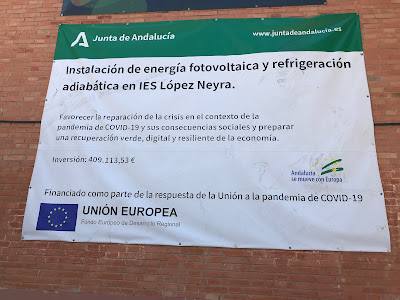 Junta de Andalucía
www.juntadeandalucia.es
Instalación de energía fotovoltaica y refrigeración
adiabática en IES López Neyra.
Favorecer la reparación de la crisis en el contexto de la
pandemia de COVID-19 y sus consecuencias sociales y preparar
una recuperación verde, digital y resiliente de la economía.
Inversión: 409.113,53 €
Andalucía
se mueve con Europa
Financiado como parte de la respuesta de la Unión a la pandemia de COVID-19
UNIÓN EUROPEA
Fondo Europeo de Desarrollo Regional